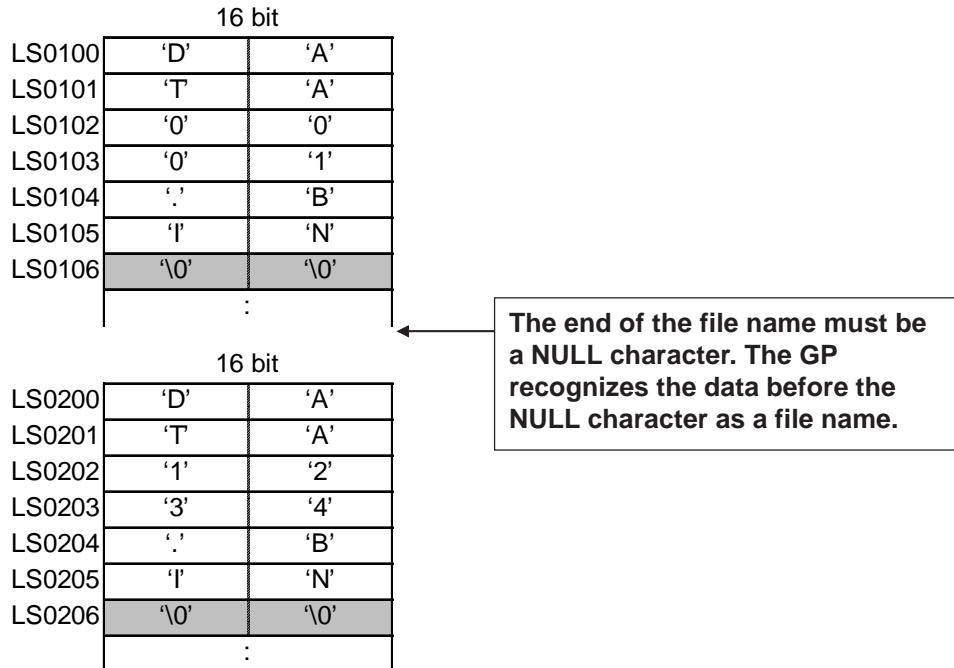 16 bit
LS0100 ‘D’ ‘A’
LS0101 ‘T’ ‘A’
LS0102 ‘0’ ‘0’
LS0103 ‘0’ ‘1’
LS0104 ‘.’ ‘B’
LS0105 ‘I’ ‘N’
LS0106 ‘\0’ ‘\0’
:
The end of the file name must be
a NULL character. The GP
recognizes the data before the
NULL character as a file name.
16 bit
LS0200 ‘D’ ‘A’
LS0201 ‘T’ ‘A’
LS0202 ‘1’ ‘2’
LS0203 ‘3’ ‘4’
LS0204 ‘.’ ‘B’
LS0205 ‘I’ ‘N’
LS0206 ‘\0’ ‘\0’
: